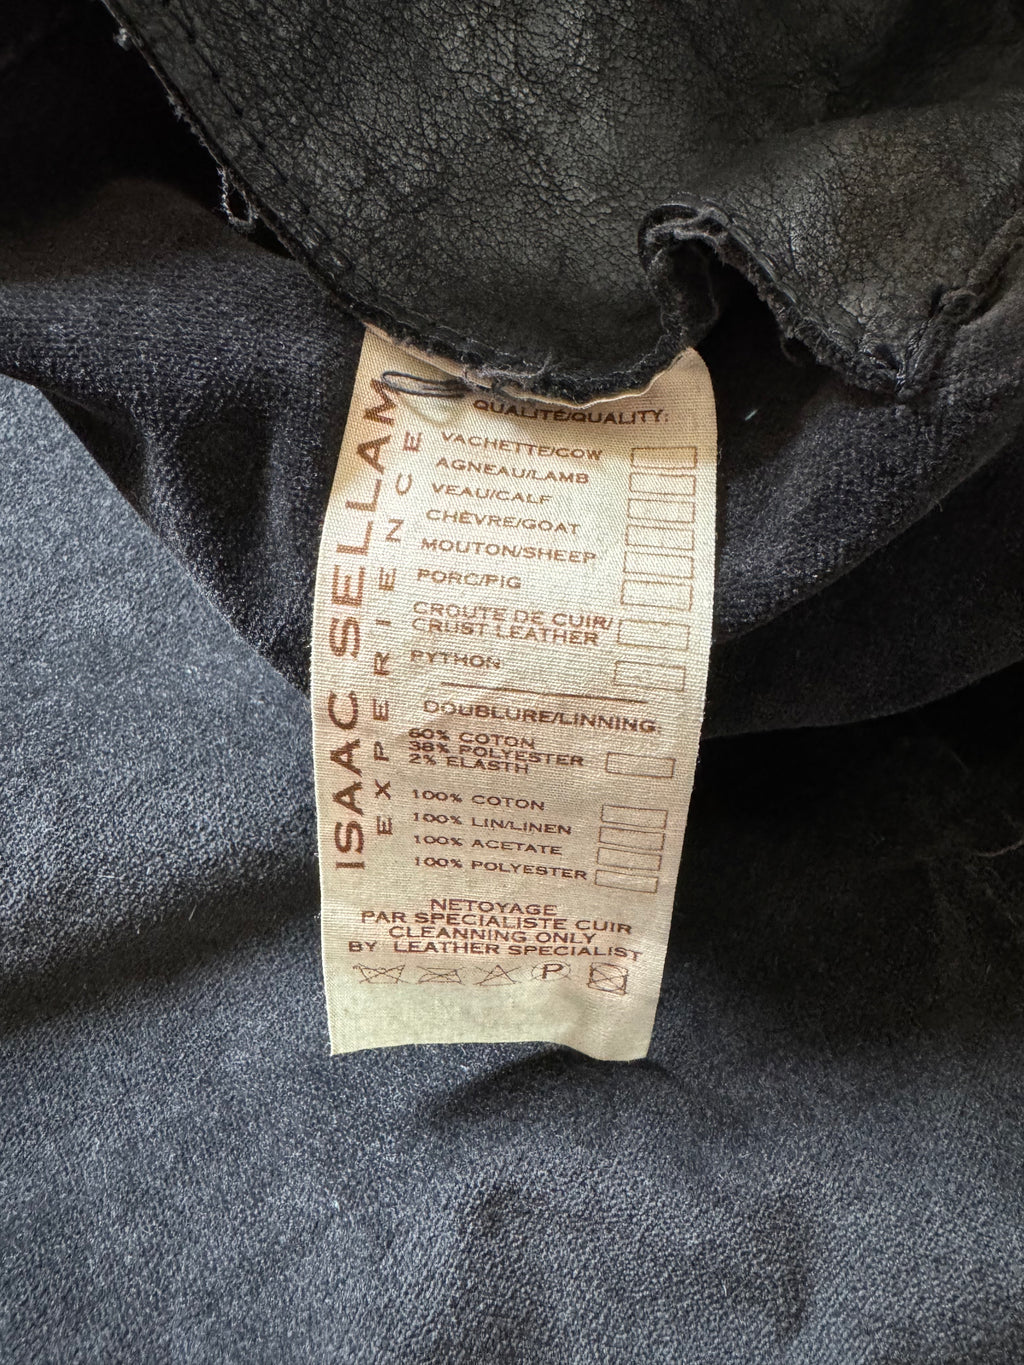 ISAAC SELLAM
EXPERIENCE
QUALITÉ/QUALITY:
VACHETTE/COW
AGNEAU/LAMB
VEAU/CALF
CHÈVRE/GOAT
MOUTON/SHEEP
PORC/PIG
CROUTE DE CUIR/
CRUST LEATHER
PYTHON
DOUBLURE/LINNING:
60% COTON
38% POLYESTER
2% ELASTH
100% COTON
100% LIN/LINEN
100% ACETATE
100% POLYESTER
NETOYAGE
PAR SPECIALISTE CUIR
CLEANNING ONLY
BY LEATHER SPECIALIST
P